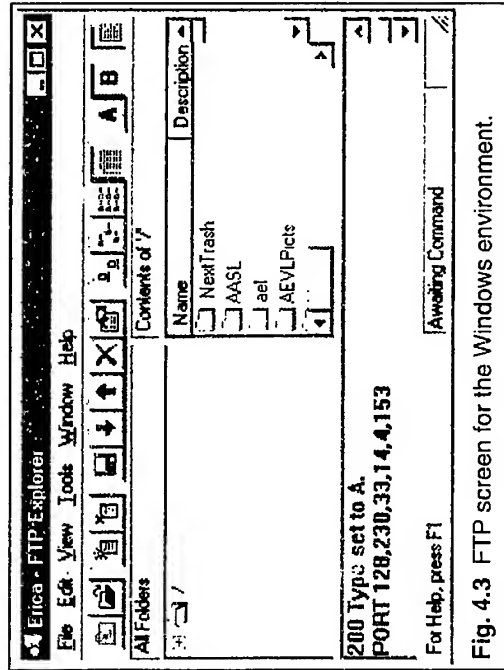 Erica - FTP Explorer
File Edit View Tools Window Help
A B
All Folders
Contents of '/'
/
Name Description
NextTrash
AASL
ael
AEVLPicts
200 Type set to A.
PORT 128,230,33,14,4,153
For Help, press F1
Awaiting Command
Fig. 4.3 FTP screen for the Windows environment.